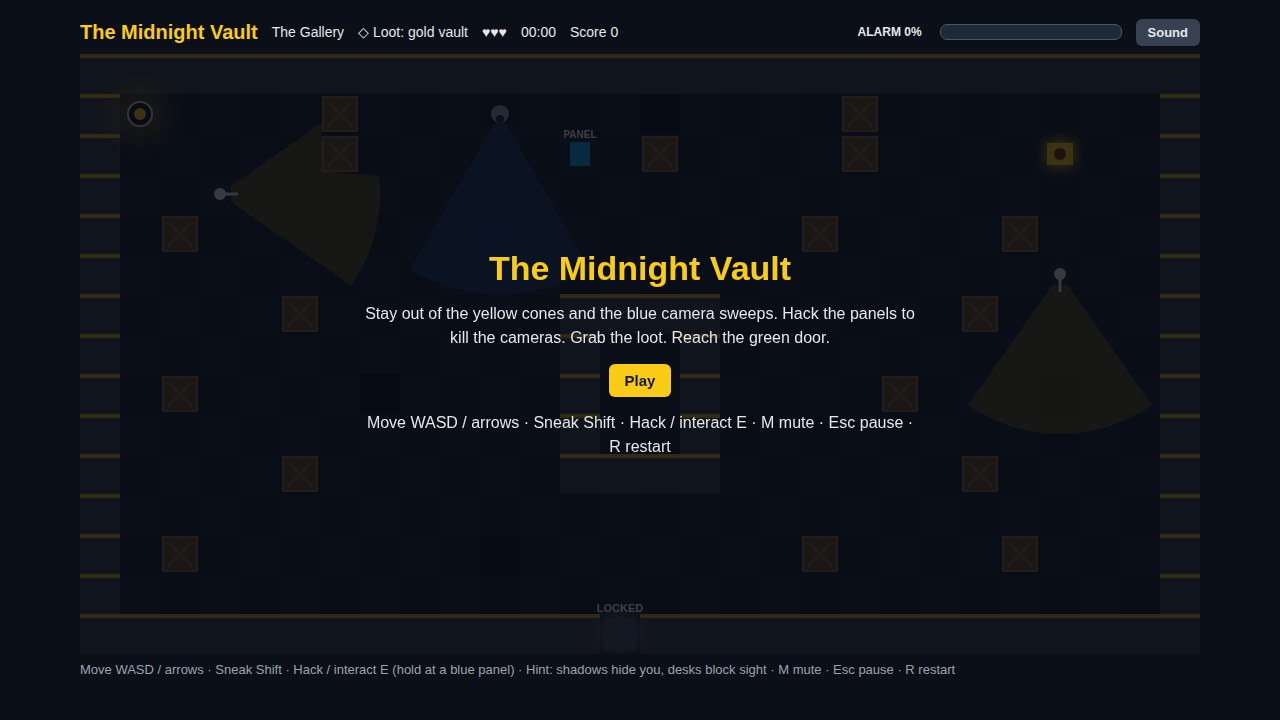 The Midnight Vault The Gallery ◇ Loot: gold vault ♥♥♥ 00:00 Score 0 ALARM 0% Sound
PANEL
The Midnight Vault
Stay out of the yellow cones and the blue camera sweeps. Hack the panels to
kill the cameras. Grab the loot. Reach the green door.
Play
Move WASD / arrows · Sneak Shift · Hack / interact E · M mute · Esc pause ·
R restart
LOCKED
Move WASD / arrows · Sneak Shift · Hack / interact E (hold at a blue panel) · Hint: shadows hide you, desks block sight · M mute · Esc pause · R restart